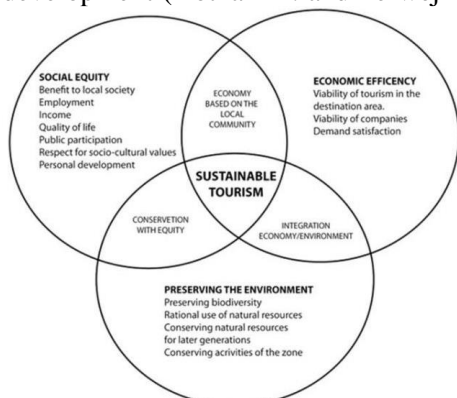 SOCIAL EQUITY
Benefit to local society
Employment
Income
Quality of life
Public participation
Respect for socio-cultural values
Personal development
ECONOMY
BASED ON THE
LOCAL
COMMUNITY
ECONOMIC EFFICENCY
Viability of tourism in the
destination area.
Viability of companies
Demand satisfaction
SUSTAINABLE
TOURISM
CONSERVETION
WITH EQUITY
INTEGRATION
ECONOMY/ENVIRONMENT
PRESERVING THE ENVIRONMENT
Preserving biodiversity
Rational use of natural resources
Conserving natural resources
for later generations
Conserving acrivities of the zone